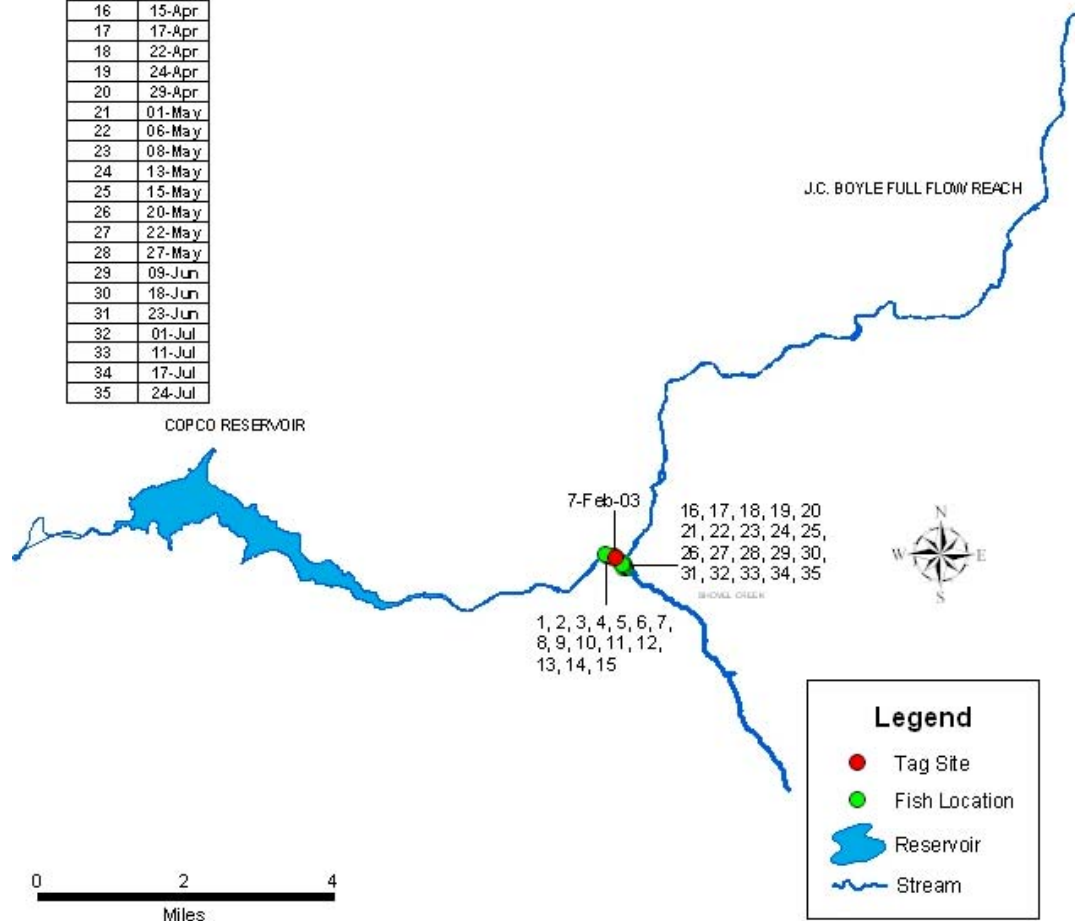 16 15-Apr
17 17-Apr
18 22-Apr
19 24-Apr
20 29-Apr
21 01-May
22 06-May
23 08-May
24 13-May
25 15-May
26 20-May
27 22-May
28 27-May
29 09-Jun
30 18-Jun
31 23-Jun
32 01-Jul
33 11-Jul
34 17-Jul
35 24-Jul
J.C. BOYLE FULL FLOW REACH
COPCO RESERVOIR
7-Feb-03
16, 17, 18, 19, 20
21, 22, 23, 24, 25,
26, 27, 28, 29, 30,
31, 32, 33, 34, 35
SHOVEL CREEK
1, 2, 3, 4, 5, 6, 7,
8, 9, 10, 11, 12,
13, 14, 15
N
W E
S
Legend
Tag Site
Fish Location
Reservoir
Stream
0 2 4
Miles